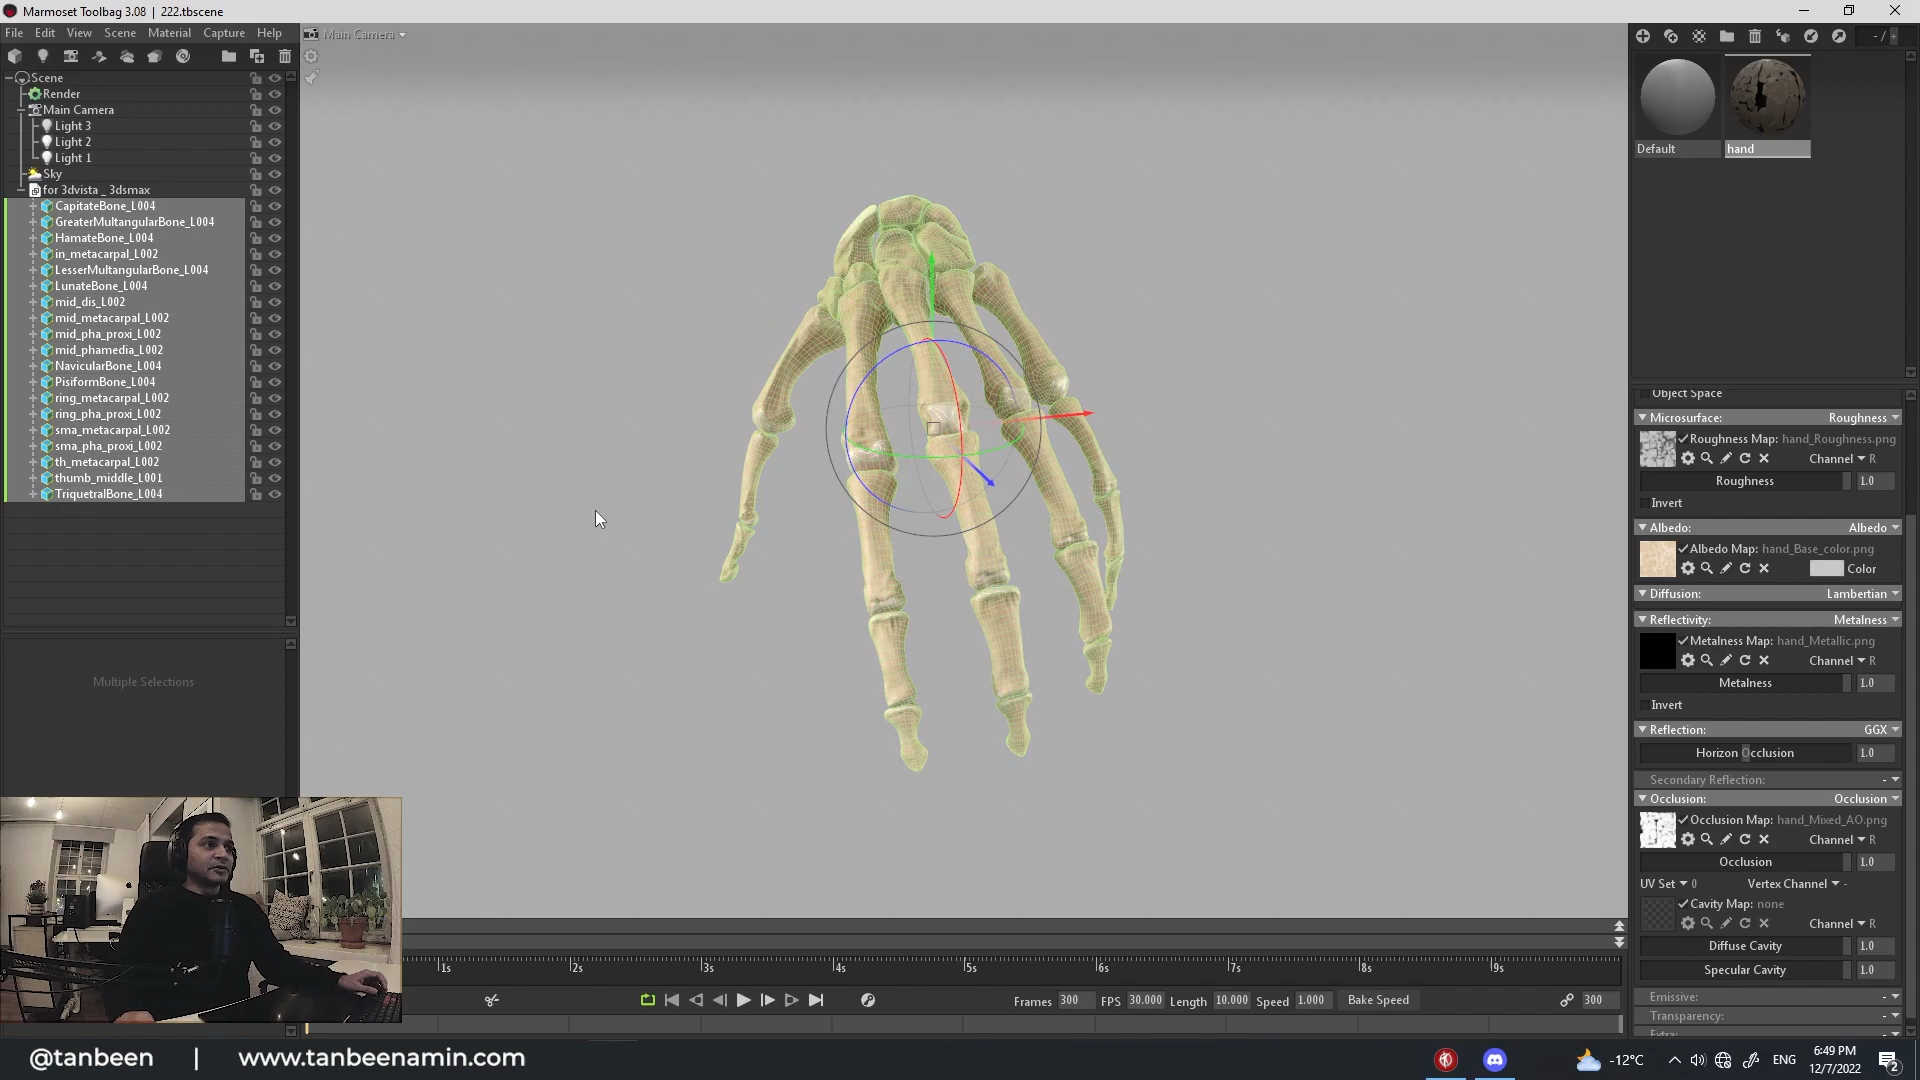 Marmoset Toolbag 3.08 | 222.tbscene
File Edit View Scene Material Capture Help
Main Camera
Scene
Render
Main Camera
Light 3
Light 2
Light 1
Sky
for 3dvista _ 3dsmax
CapitateBone_L004
GreaterMultangularBone_L004
HamateBone_L004
in_metacarpal_L002
LesserMultangularBone_L004
LunateBone_L004
mid_dis_L002
mid_metacarpal_L002
mid_pha_proxi_L002
mid_phamedia_L002
NavicularBone_L004
PisiformBone_L004
ring_metacarpal_L002
ring_pha_proxi_L002
sma_metacarpal_L002
sma_pha_proxi_L002
th_metacarpal_L002
thumb_middle_L001
TriquetralBone_L004
Multiple Selections
- / +
Default hand
Object Space
Microsurface: Roughness
Roughness Map: hand_Roughness.png
Channel R
Roughness 1.0
Invert
Albedo: Albedo
Albedo Map: hand_Base_color.png
Color
Diffusion: Lambertian
Reflectivity: Metalness
Metalness Map: hand_Metallic.png
Channel R
Metalness 1.0
Invert
Reflection: GGX
Horizon Occlusion 1.0
Secondary Reflection: -
Occlusion: Occlusion
Occlusion Map: hand_Mixed_AO.png
Channel R
Occlusion 1.0
UV Set 0 Vertex Channel -
Cavity Map: none
Channel R
Diffuse Cavity 1.0
Specular Cavity 1.0
Emissive: -
Transparency: -
Extra:
1s 2s 3s 4s 5s 6s 7s 8s 9s
Frames 300 FPS 30.000 Length 10.000 Speed 1.000 Bake Speed 300
@tanbeen | www.tanbeenamin.com
-12°C ENG 6:49 PM
12/7/2022 2